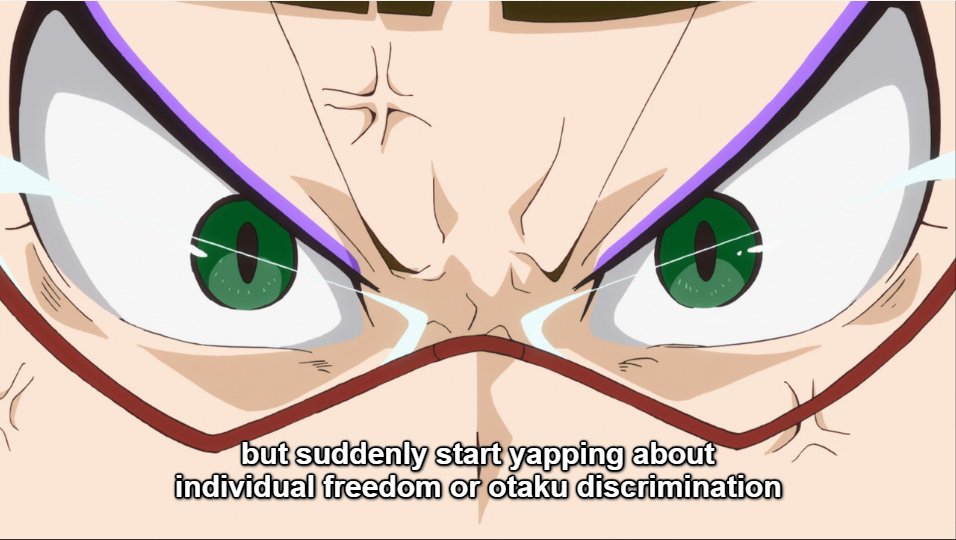 but suddenly start yapping about
individual freedom or otaku discrimination